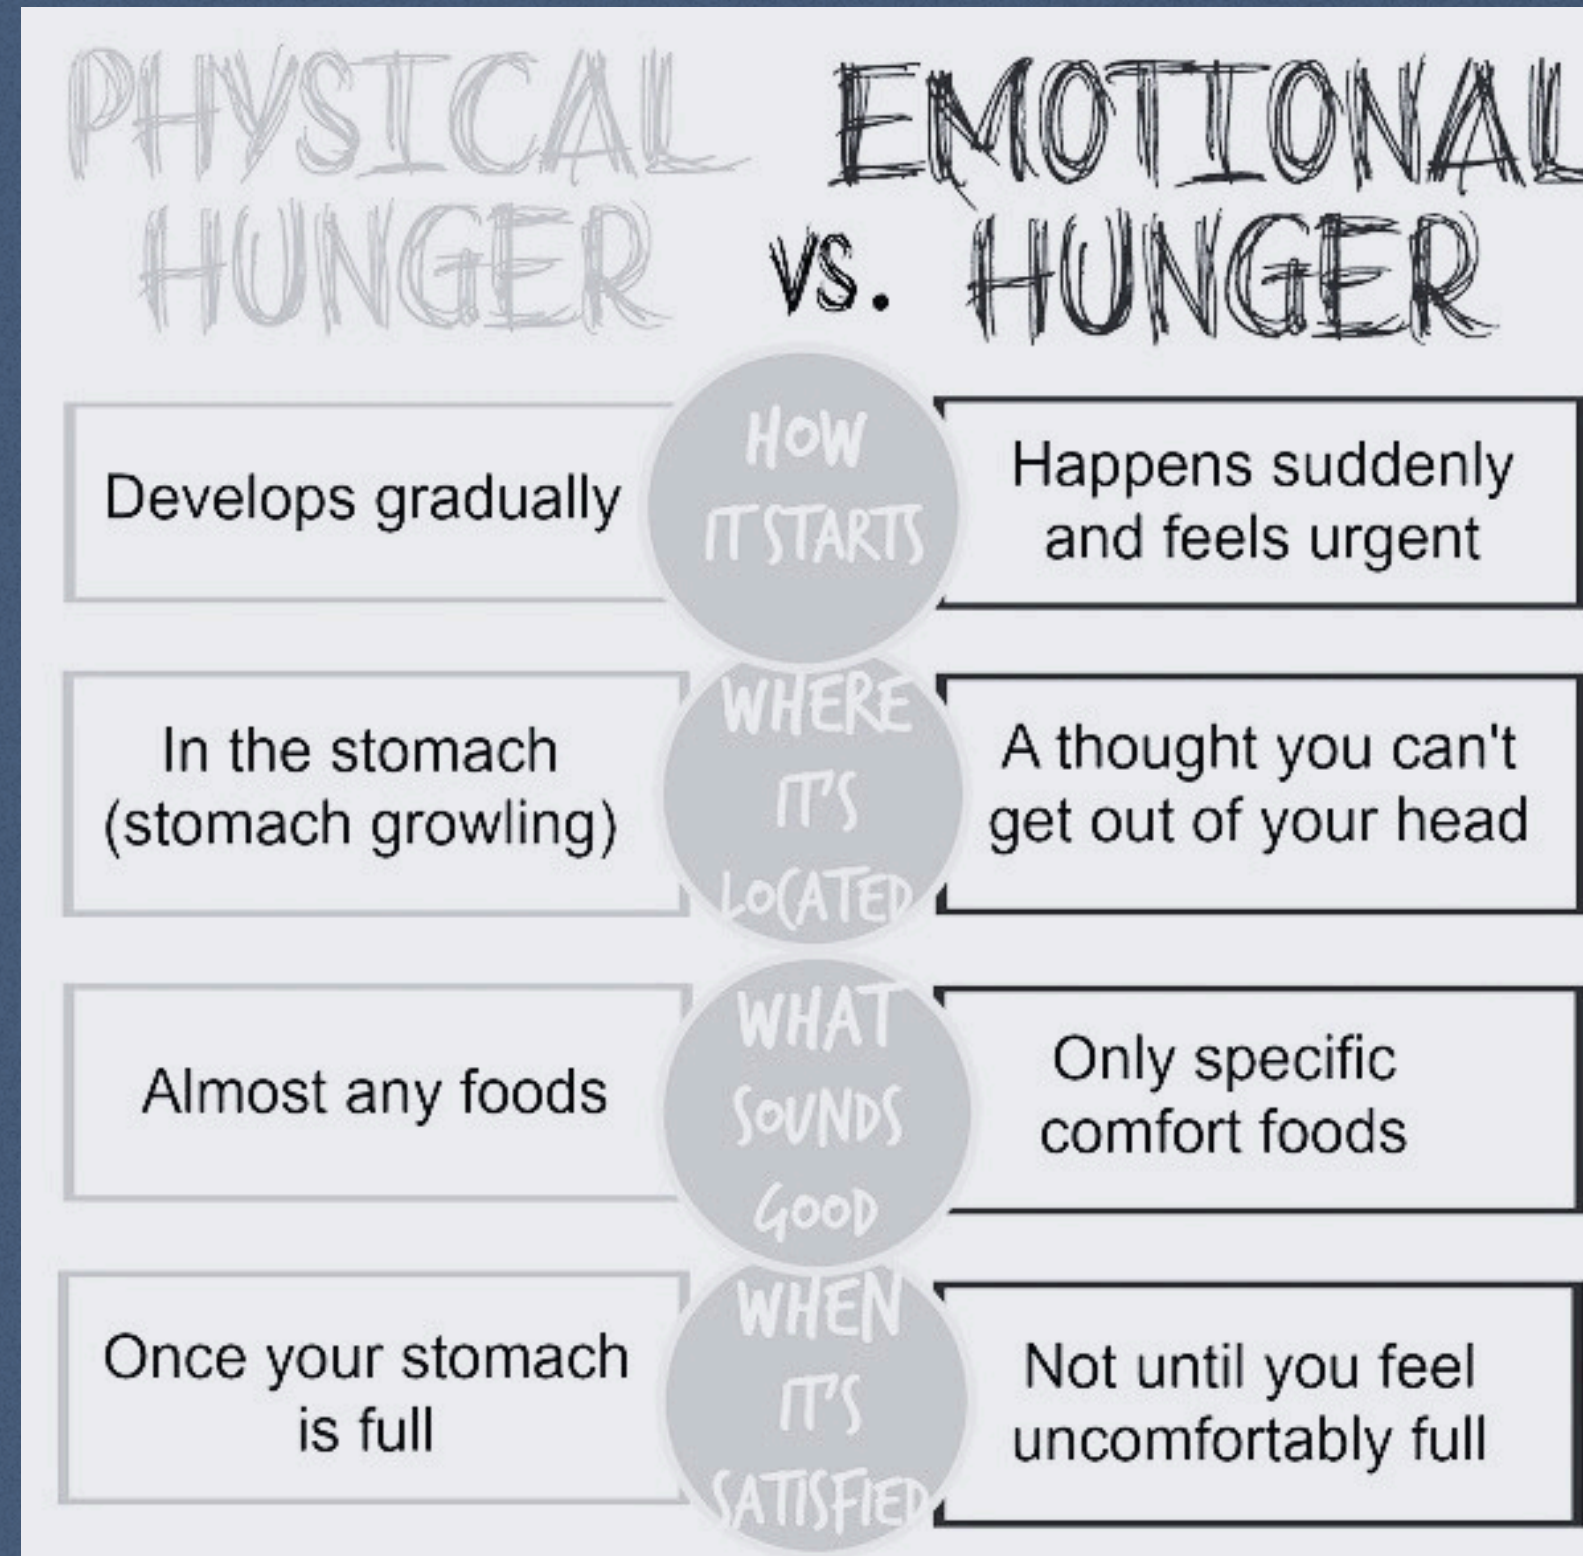 PHYSICAL
HUNGER
VS.
EMOTIONAL
HUNGER
HOW
IT STARTS
Develops gradually
Happens suddenly
and feels urgent
WHERE
IT'S
LOCATED
In the stomach
(stomach growling)
A thought you can't
get out of your head
WHAT
SOUNDS
GOOD
Almost any foods
Only specific
comfort foods
WHEN
IT'S
SATISFIED
Once your stomach
is full
Not until you feel
uncomfortably full